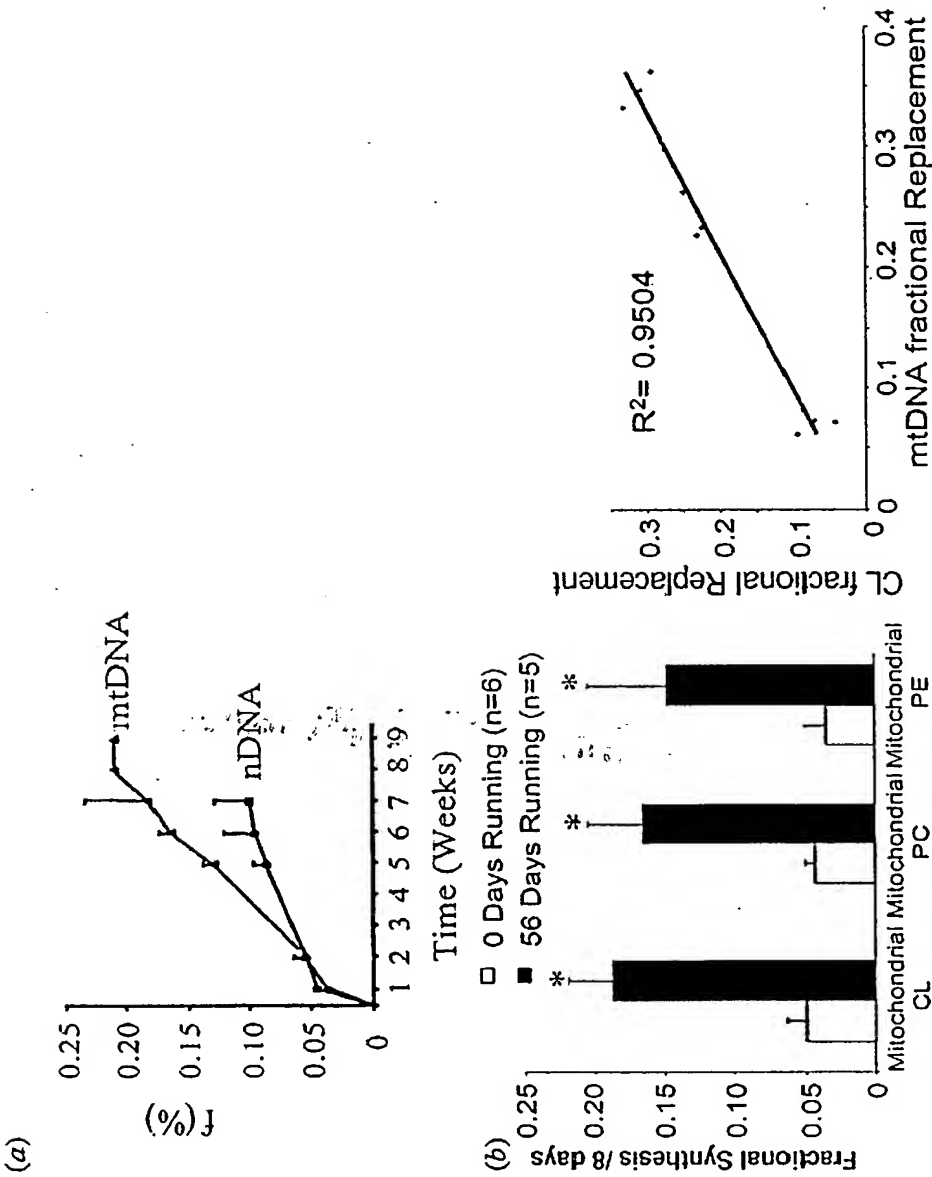 (a)
f (%)
0.25
0.20
0.15
0.10
0.05
0
mtDNA
nDNA
1 2 3 4 5 6 7 8 9
Time (Weeks)
(b)
Fractional Synthesis /8 days
0.25
0.20
0.15
0.10
0.05
0
□ 0 Days Running (n=6)
■ 56 Days Running (n=5)
*
*
*
Mitochondrial Mitochondrial Mitochondrial
CL PC PE
CL fractional Replacement
0.3
0.2
0.1
0
R²= 0.9504
0 0.1 0.2 0.3 0.4
mtDNA fractional Replacement